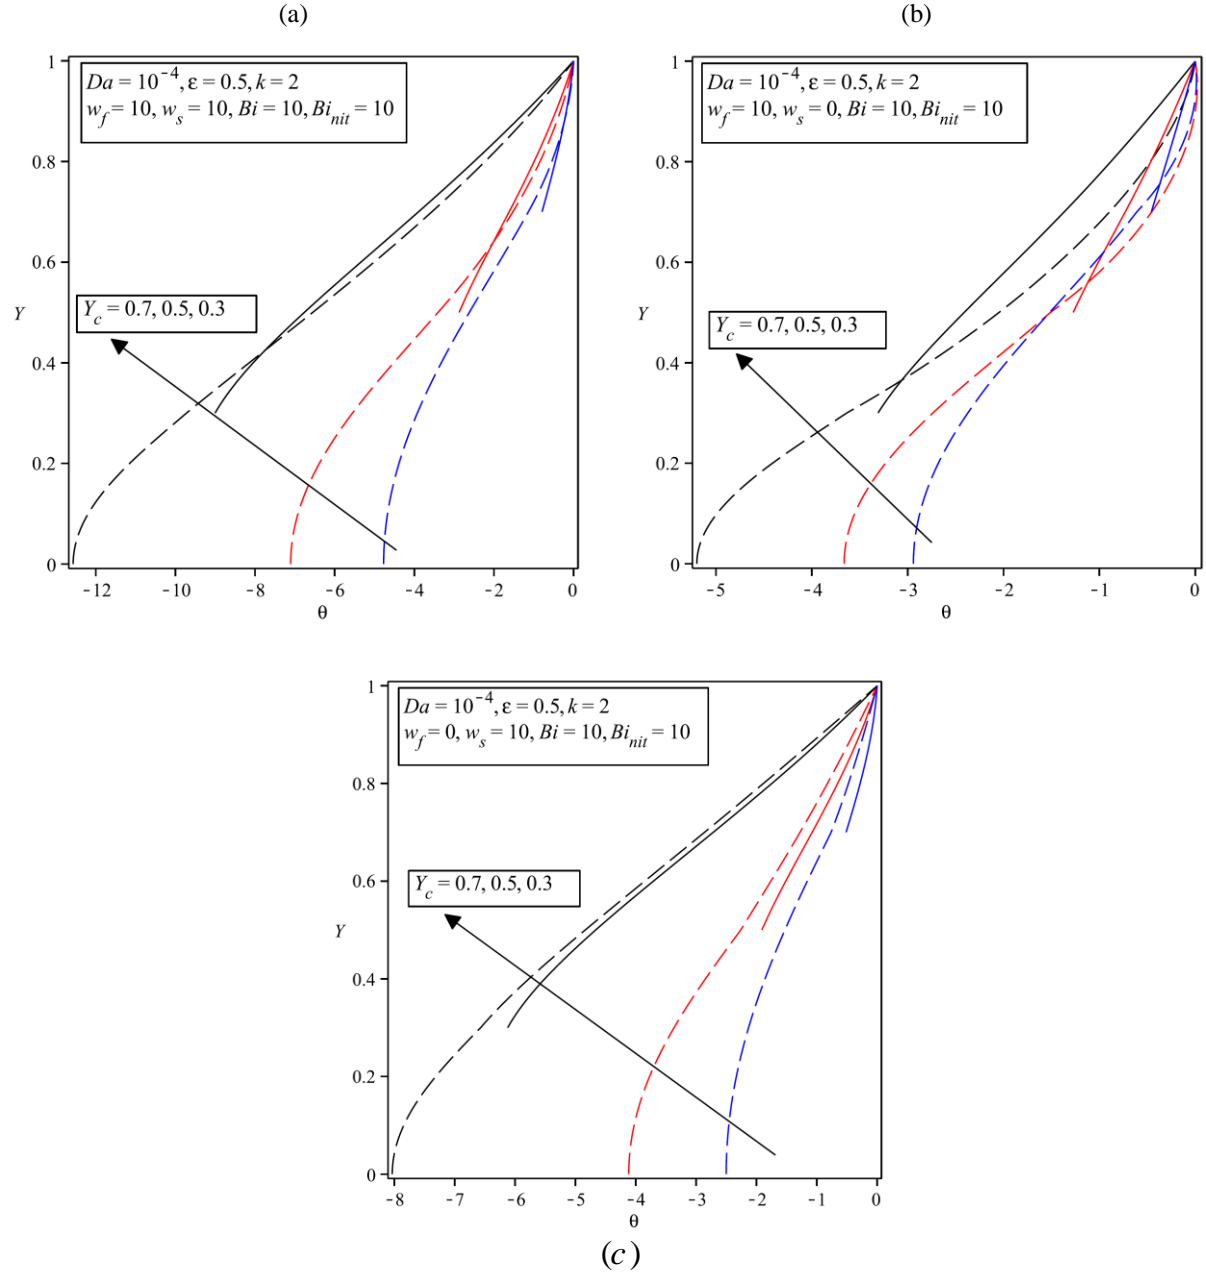 (a) (b)
1
Da = 10⁻⁴, ε = 0.5, k = 2
w_f = 10, w_s = 10, Bi = 10, Bi_nit = 10
0.8
0.6
Y
Y_c = 0.7, 0.5, 0.3
0.4
0.2
0
−12 −10 −8 −6 −4 −2 0
θ
1
Da = 10⁻⁴, ε = 0.5, k = 2
w_f = 10, w_s = 0, Bi = 10, Bi_nit = 10
0.8
0.6
Y
Y_c = 0.7, 0.5, 0.3
0.4
0.2
0
−5 −4 −3 −2 −1 0
θ
1
Da = 10⁻⁴, ε = 0.5, k = 2
w_f = 0, w_s = 10, Bi = 10, Bi_nit = 10
0.8
0.6
Y_c = 0.7, 0.5, 0.3
Y
0.4
0.2
0
−8 −7 −6 −5 −4 −3 −2 −1 0
θ
(c)